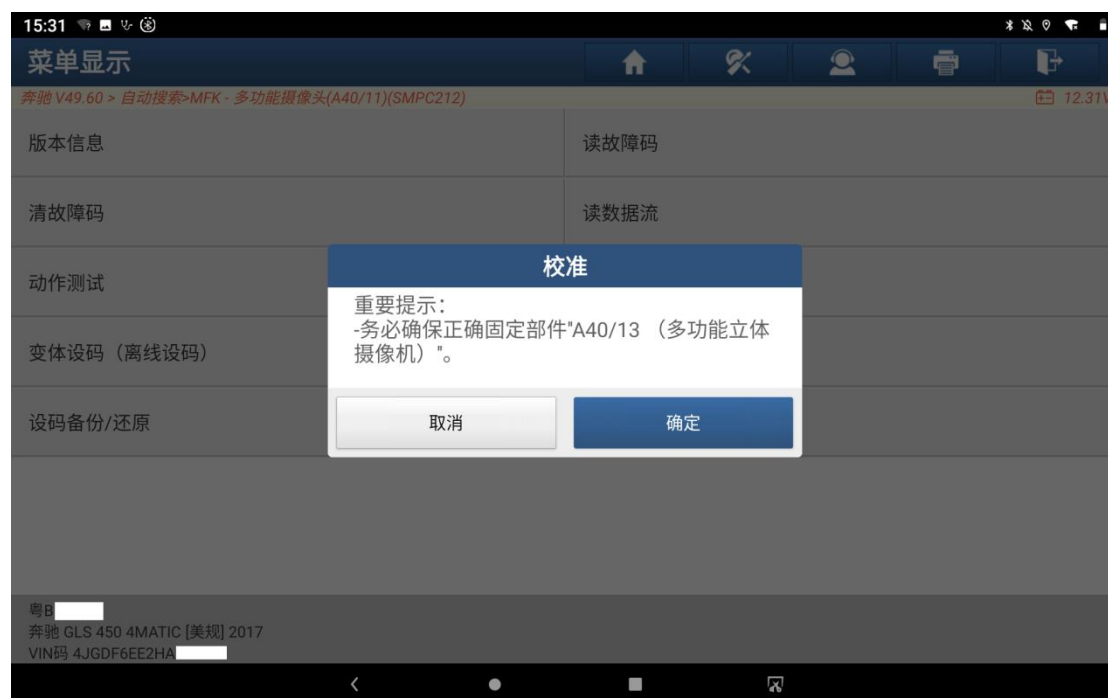 15:31
菜单显示
奔驰 V49.60 > 自动搜索>MFK - 多功能摄像头(A40/11)(SMPC212)
12.31V
版本信息
读故障码
清故障码
读数据流
动作测试
校准
重要提示：
-务必确保正确固定部件"A40/13 （多功能立体
摄像机）"。
变体设码（离线设码）
取消
确定
设码备份/还原
粤B
奔驰 GLS 450 4MATIC [美规] 2017
VIN码 4JGDF6EE2HA